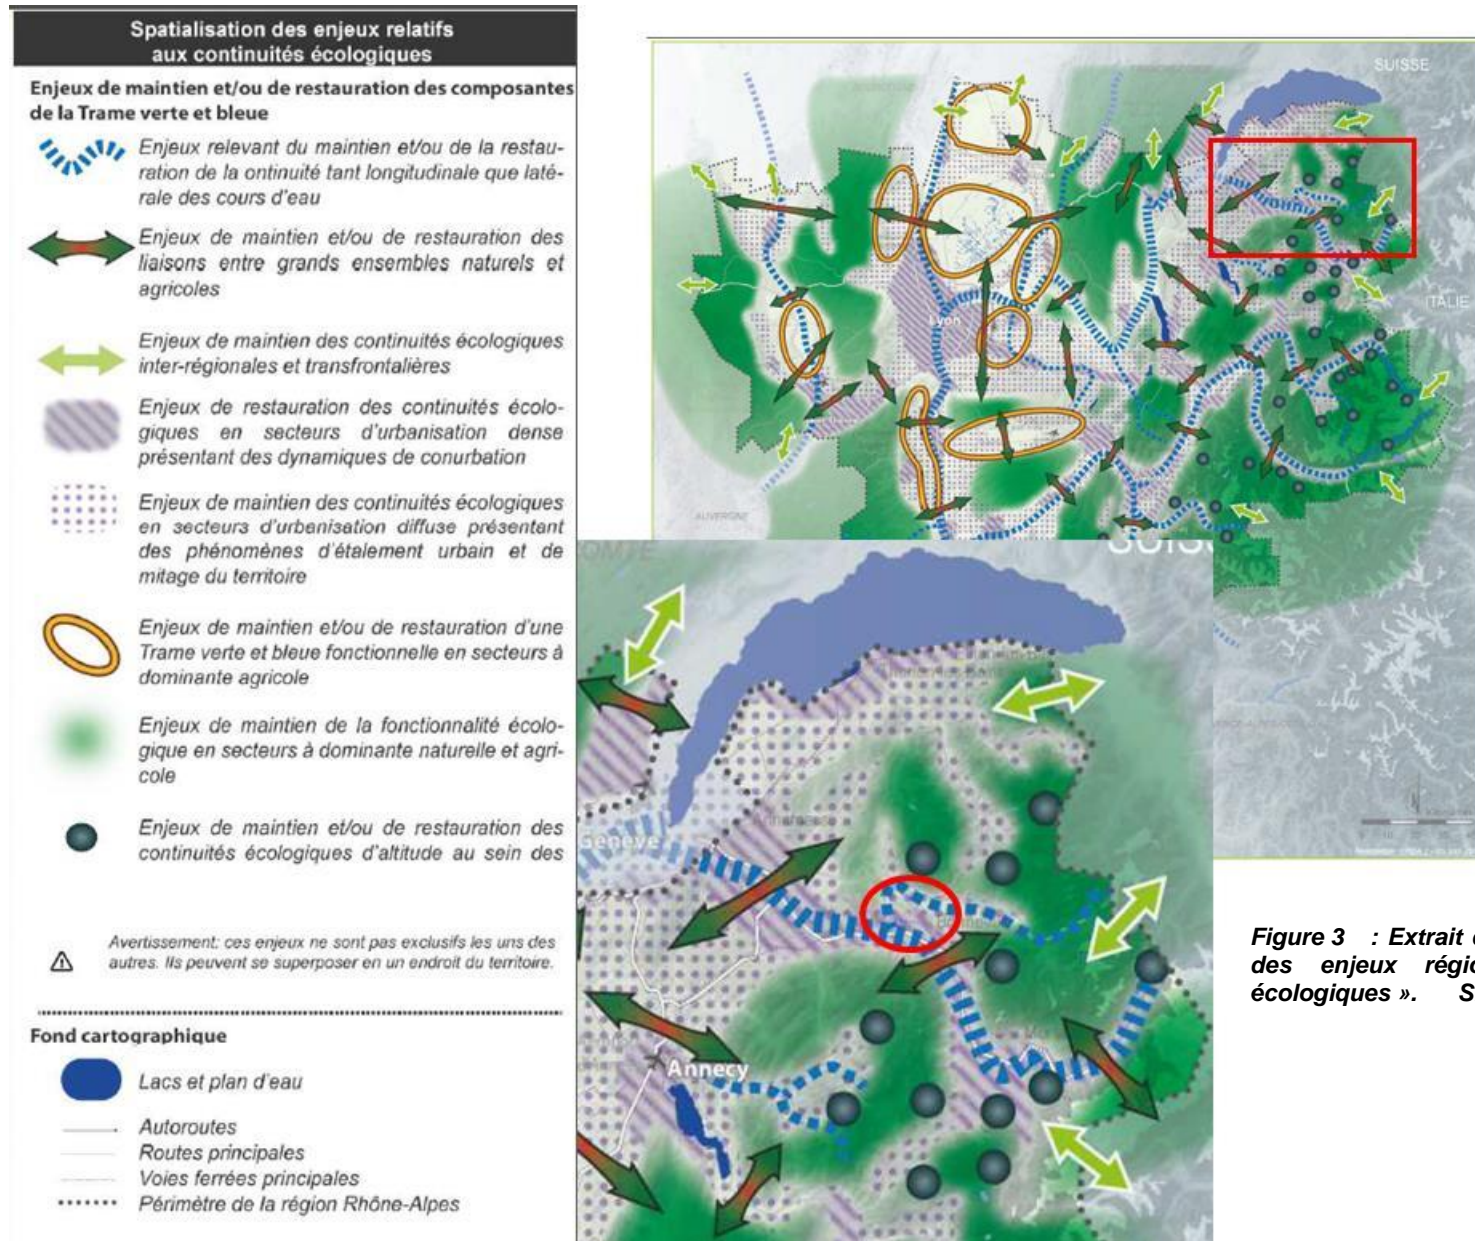 Spatialisation des enjeux relatifs
aux continuités écologiques
Enjeux de maintien et/ou de restauration des composantes
de la Trame verte et bleue
Enjeux relevant du maintien et/ou de la restau-
ration de la ontinuité tant longitudinale que laté-
rale des cours d'eau
Enjeux de maintien et/ou de restauration des
liaisons entre grands ensembles naturels et
agricoles
Enjeux de maintien des continuités écologiques
inter-régionales et transfrontalières
Enjeux de restauration des continuités écolo-
giques en secteurs d'urbanisation dense
présentant des dynamiques de conurbation
Enjeux de maintien des continuités écologiques
en secteurs d'urbanisation diffuse présentant
des phénomènes d'étalement urbain et de
mitage du territoire
Enjeux de maintien et/ou de restauration d'une
Trame verte et bleue fonctionnelle en secteurs à
dominante agricole
Enjeux de maintien de la fonctionnalité écolo-
gique en secteurs à dominante naturelle et agri-
cole
Enjeux de maintien et/ou de restauration des
continuités écologiques d'altitude au sein des
Avertissement: ces enjeux ne sont pas exclusifs les uns des
autres. Ils peuvent se superposer en un endroit du territoire.
Fond cartographique
Lacs et plan d'eau
Autoroutes
Routes principales
Voies ferrées principales
Périmètre de la région Rhône-Alpes
SUISSE
ITALIE
Lyon
AUVERGNE
COMTE
SUISS
Genève
Annemasse
Annecy
Figure 3 : Extrait
des enjeux régio
écologiques ». S